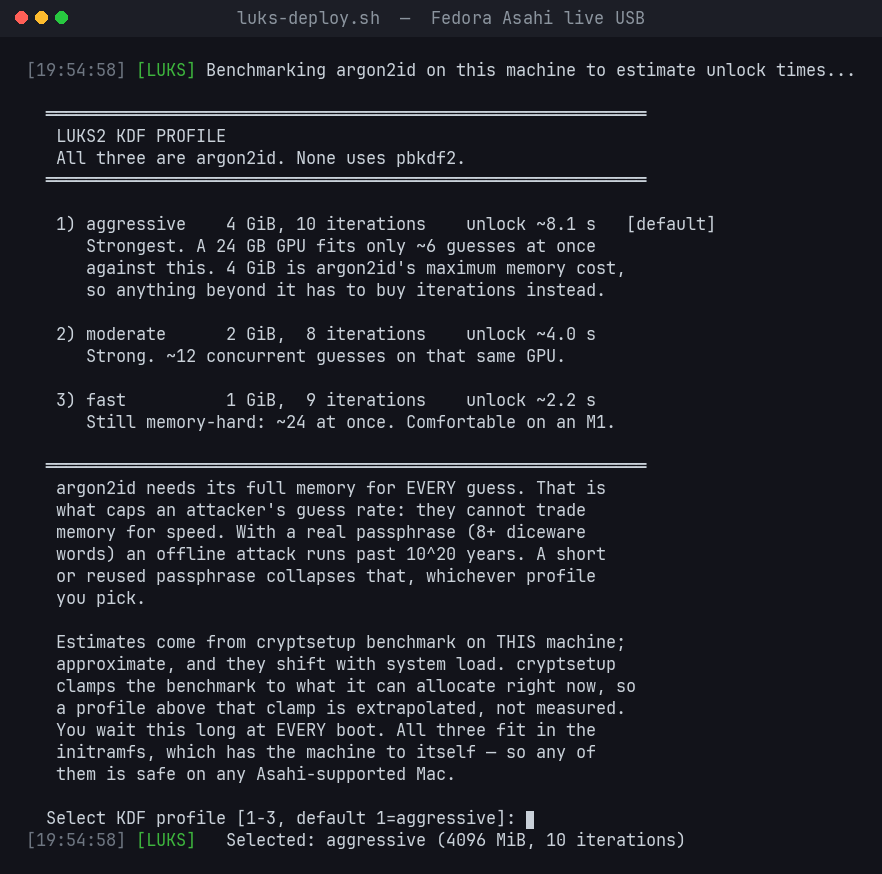 luks-deploy.sh — Fedora Asahi live USB
[19:54:58] [LUKS] Benchmarking argon2id on this machine to estimate unlock times...
LUKS2 KDF PROFILE
All three are argon2id. None uses pbkdf2.
1) aggressive    4 GiB, 10 iterations    unlock ~8.1 s   [default]
Strongest. A 24 GB GPU fits only ~6 guesses at once
against this. 4 GiB is argon2id's maximum memory cost,
so anything beyond it has to buy iterations instead.
2) moderate      2 GiB,  8 iterations    unlock ~4.0 s
Strong. ~12 concurrent guesses on that same GPU.
3) fast          1 GiB,  9 iterations    unlock ~2.2 s
Still memory-hard: ~24 at once. Comfortable on an M1.
argon2id needs its full memory for EVERY guess. That is
what caps an attacker's guess rate: they cannot trade
memory for speed. With a real passphrase (8+ diceware
words) an offline attack runs past 10^20 years. A short
or reused passphrase collapses that, whichever profile
you pick.
Estimates come from cryptsetup benchmark on THIS machine;
approximate, and they shift with system load. cryptsetup
clamps the benchmark to what it can allocate right now, so
a profile above that clamp is extrapolated, not measured.
You wait this long at EVERY boot. All three fit in the
initramfs, which has the machine to itself — so any of
them is safe on any Asahi-supported Mac.
Select KDF profile [1-3, default 1=aggressive]:
[19:54:58] [LUKS]   Selected: aggressive (4096 MiB, 10 iterations)